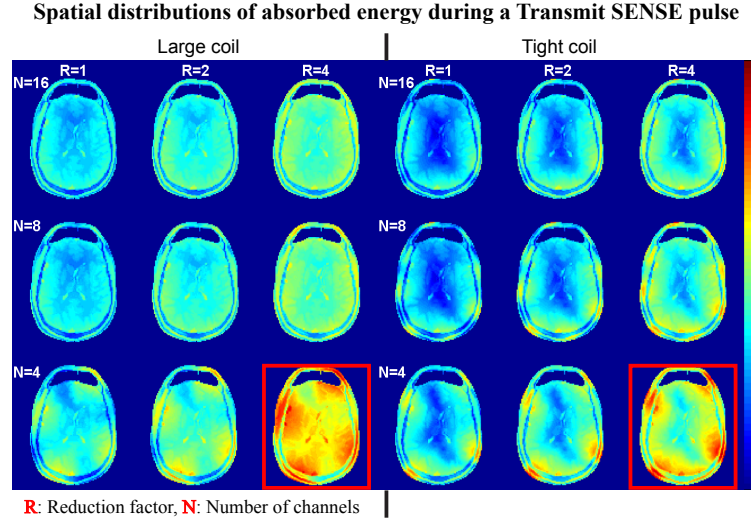 Spatial distributions of absorbed energy during a Transmit SENSE pulse
Large coil Tight coil
R=1 R=2 R=4 R=1 R=2 R=4
N=16 N=16
N=8 N=8
N=4 N=4
R: Reduction factor, N: Number of channels